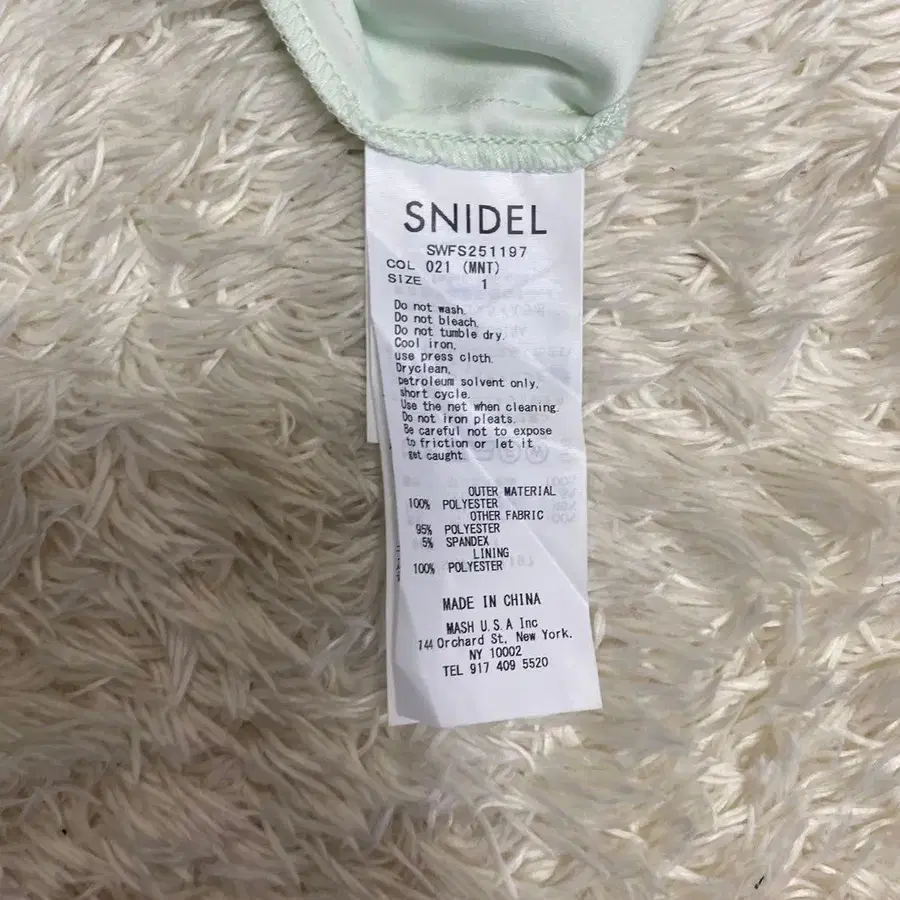 SNIDEL
SWFS251197
COL 021 (MNT)
SIZE 1
Do not wash.
Do not bleach.
Do not tumble dry.
Cool iron,
use press cloth.
Dryclean,
petroleum solvent only,
short cycle.
Use the net when cleaning.
Do not iron pleats.
Be careful not to expose
to friction or let it
get caught.
OUTER MATERIAL
100% POLYESTER
OTHER FABRIC
95% POLYESTER
5% SPANDEX
LINING
100% POLYESTER
MADE IN CHINA
MASH U.S.A Inc
144 Orchard St, New York,
NY 10002
TEL 917 409 5520